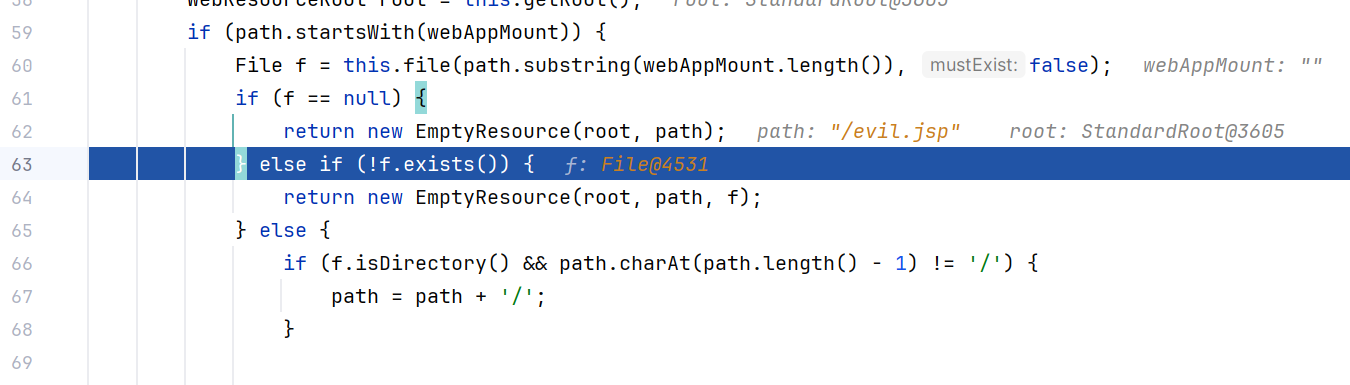 58 WebResourceRoot root = this.getRoot(); root: StandardRoot@3605
59 if (path.startsWith(webAppMount)) {
60 File f = this.file(path.substring(webAppMount.length()), mustExist: false); webAppMount: ""
61 if (f == null) {
62 return new EmptyResource(root, path); path: "/evil.jsp" root: StandardRoot@3605
63 } else if (!f.exists()) { f: File@4531
64 return new EmptyResource(root, path, f);
65 } else {
66 if (f.isDirectory() && path.charAt(path.length() - 1) != '/') {
67 path = path + '/';
68 }
69